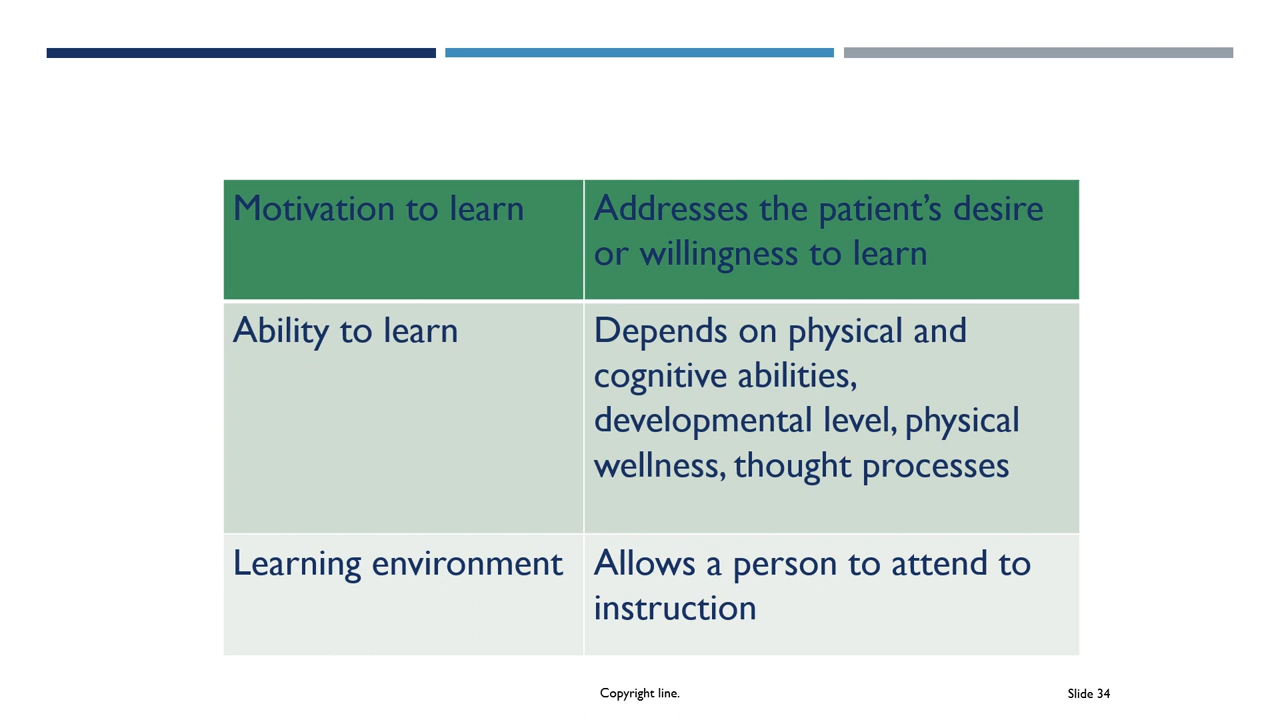 Motivation to learn
Addresses the patient’s desire
or willingness to learn
Ability to learn
Depends on physical and
cognitive abilities,
developmental level, physical
wellness, thought processes
Learning environment
Allows a person to attend to
instruction
Copyright line.
Slide 34